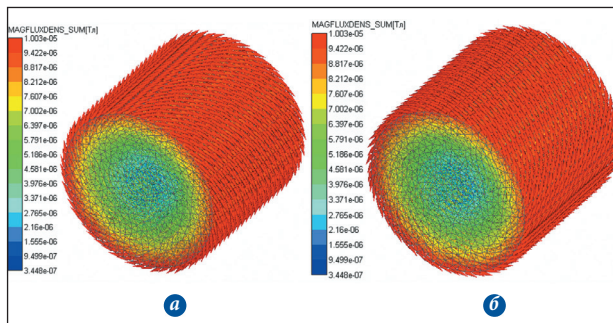 MAGFLUXDENS_SUM[Тл]
1.003e-05
9.422e-06
8.817e-06
8.212e-06
7.607e-06
7.002e-06
6.397e-06
5.791e-06
5.186e-06
4.581e-06
3.976e-06
3.371e-06
2.765e-06
2.16e-06
1.555e-06
9.499e-07
3.448e-07
а
MAGFLUXDENS_SUM[Тл]
1.003e-05
9.422e-06
8.817e-06
8.212e-06
7.607e-06
7.002e-06
6.397e-06
5.791e-06
5.186e-06
4.581e-06
3.976e-06
3.371e-06
2.765e-06
2.16e-06
1.555e-06
9.499e-07
3.448e-07
б